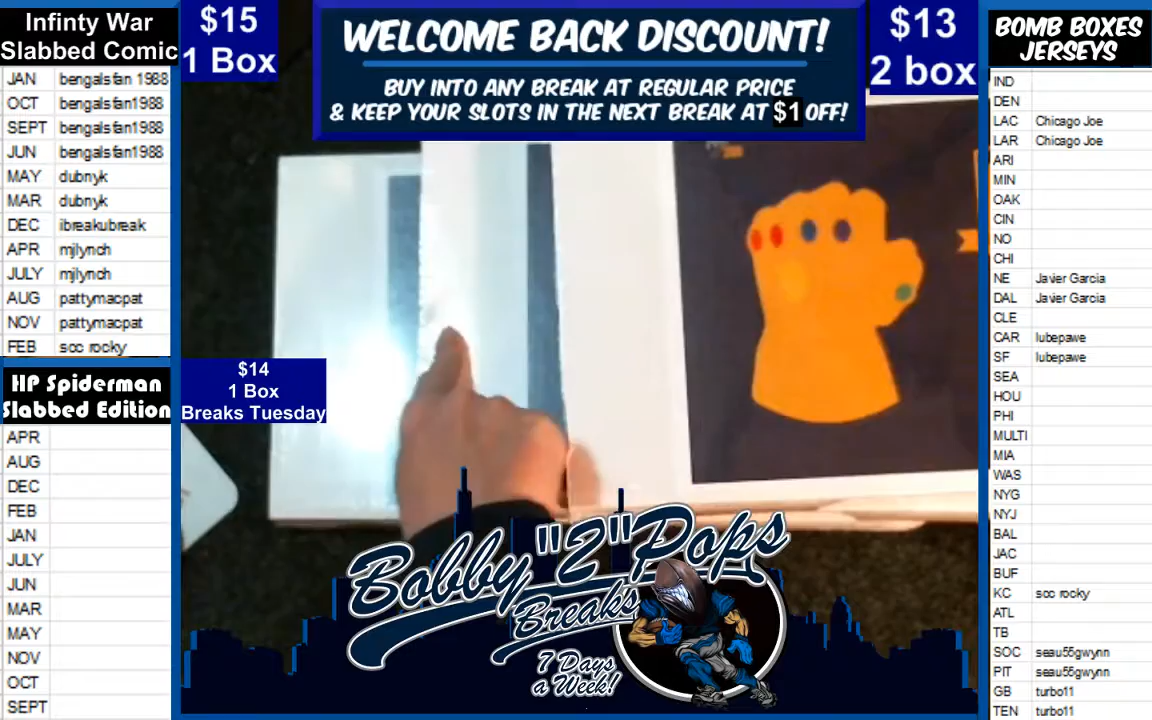 Infinty War
Slabbed Comic
JAN bengalsfan 1988
OCT bengalsfan1988
SEPT bengalsfan1988
JUN bengalsfan1988
MAY dubnyk
MAR dubnyk
DEC ibreakubreak
APR mjlynch
JULY mjlynch
AUG pattymacpat
NOV pattymacpat
FEB soc rocky
HP Spiderman
Slabbed Edition
APR
AUG
DEC
FEB
JAN
JULY
JUN
MAR
MAY
NOV
OCT
SEPT
$15
1 Box
WELCOME BACK DISCOUNT!
BUY INTO ANY BREAK AT REGULAR PRICE
& KEEP YOUR SLOTS IN THE NEXT BREAK AT $1 OFF!
$13
2 box
$14
1 Box
Breaks Tuesday
Bobby "2" Pops
Breaks
7 Days
a Week!
BOMB BOXES
JERSEYS
IND
DEN
LAC Chicago Joe
LAR Chicago Joe
ARI
MIN
OAK
CIN
NO
CHI
NE Javier Garcia
DAL Javier Garcia
CLE
CAR lubepawe
SF lubepawe
SEA
HOU
PHI
MULTI
MIA
WAS
NYG
NYJ
BAL
JAC
BUF
KC soc rocky
ATL
TB
SOC seau55gwynn
PIT seau55gwynn
GB turbo11
TEN turbo11